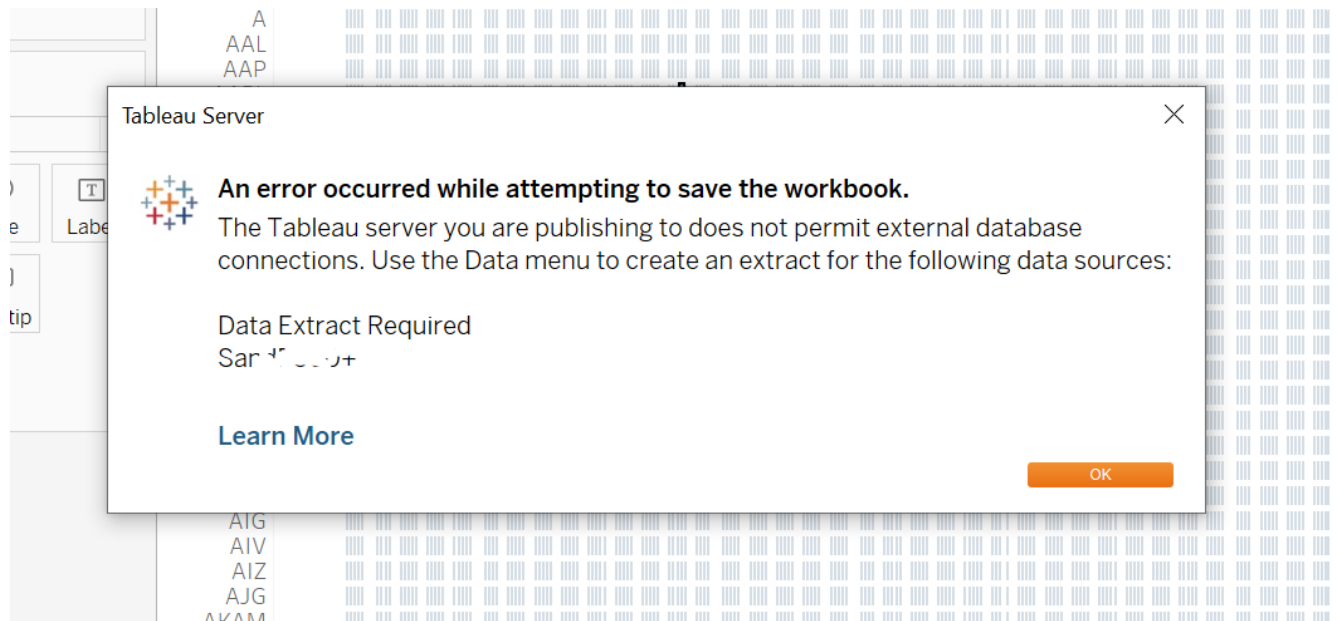 A
AAL
AAP
Tableau Server
An error occurred while attempting to save the workbook.
The Tableau server you are publishing to does not permit external database
connections. Use the Data menu to create an extract for the following data sources:
Data Extract Required
Learn More
OK
T
Labe
tip
AIG
AIV
AIZ
AJG
AKAM